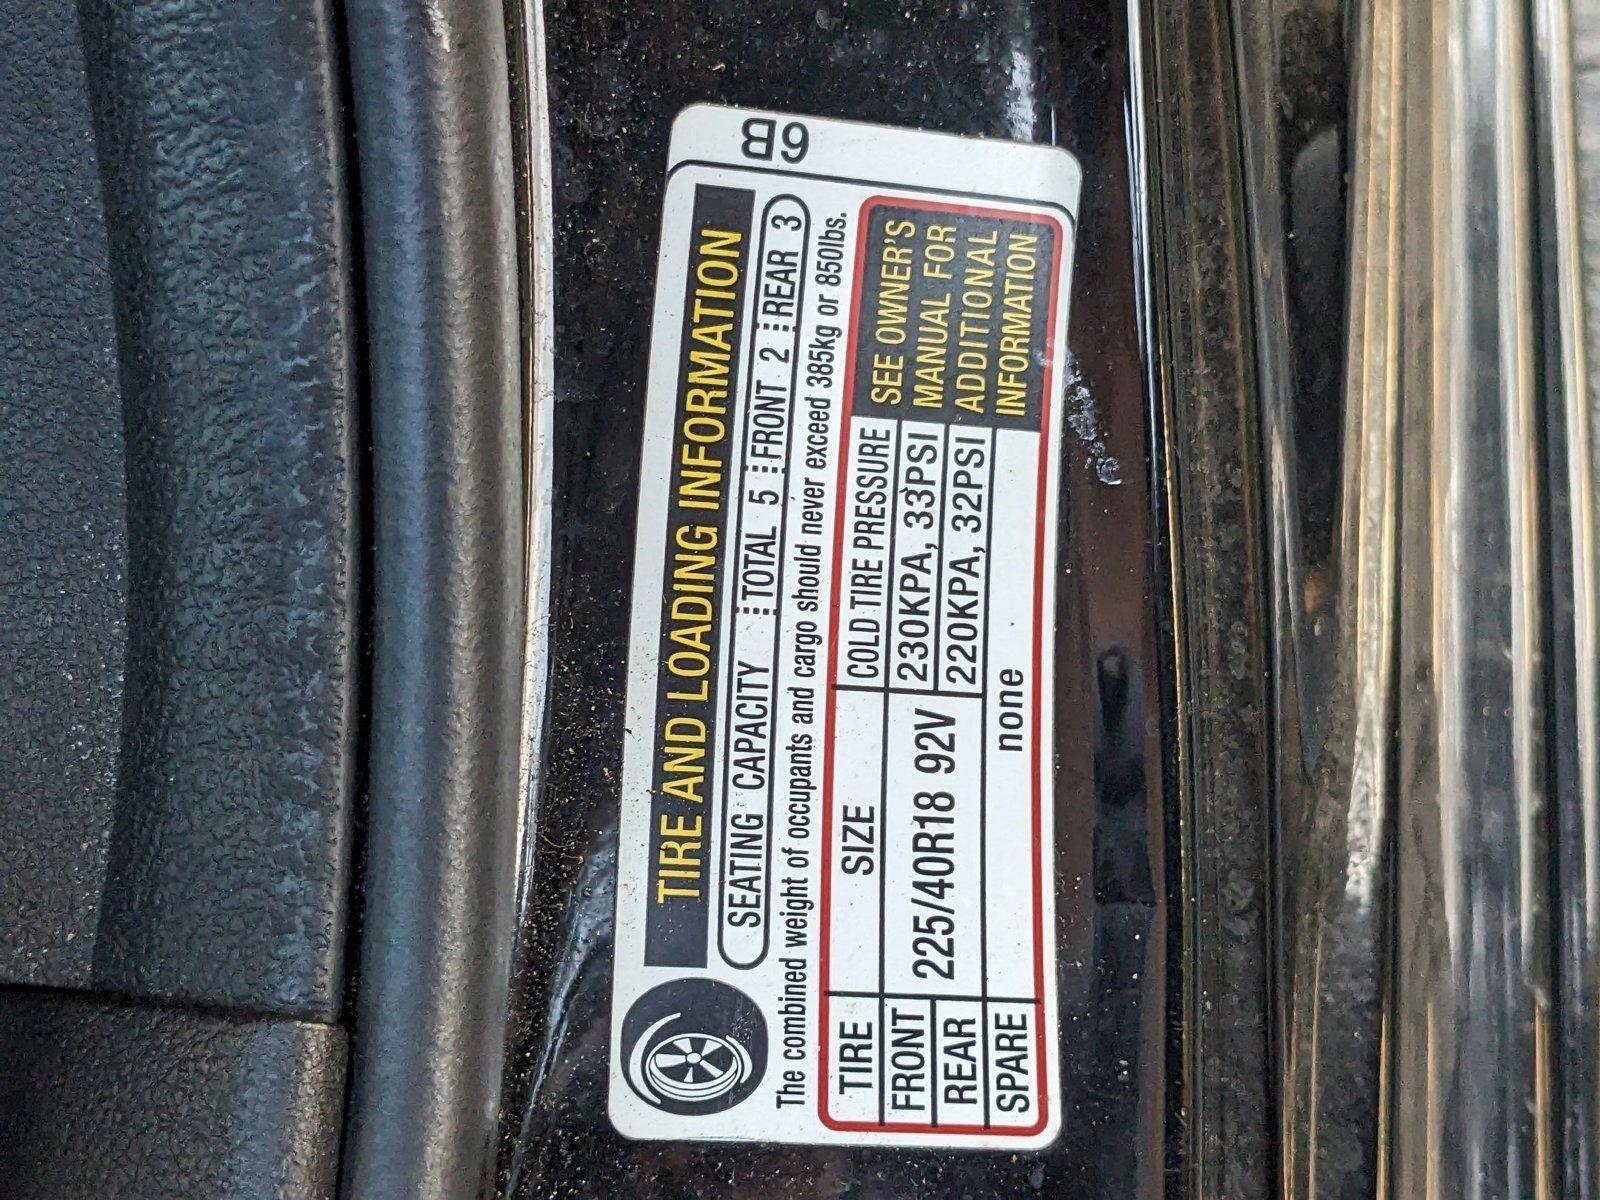 TIRE AND LOADING INFORMATION
SEATING CAPACITY TOTAL 5 FRONT 2 REAR 3
The combined weight of occupants and cargo should never exceed 385kg or 850lbs.
TIRE SIZE COLD TIRE PRESSURE
FRONT 225/40R18 92V 230KPA, 33PSI
REAR 220KPA, 32PSI
SPARE none
SEE OWNER'S
MANUAL FOR
ADDITIONAL
INFORMATION
B9